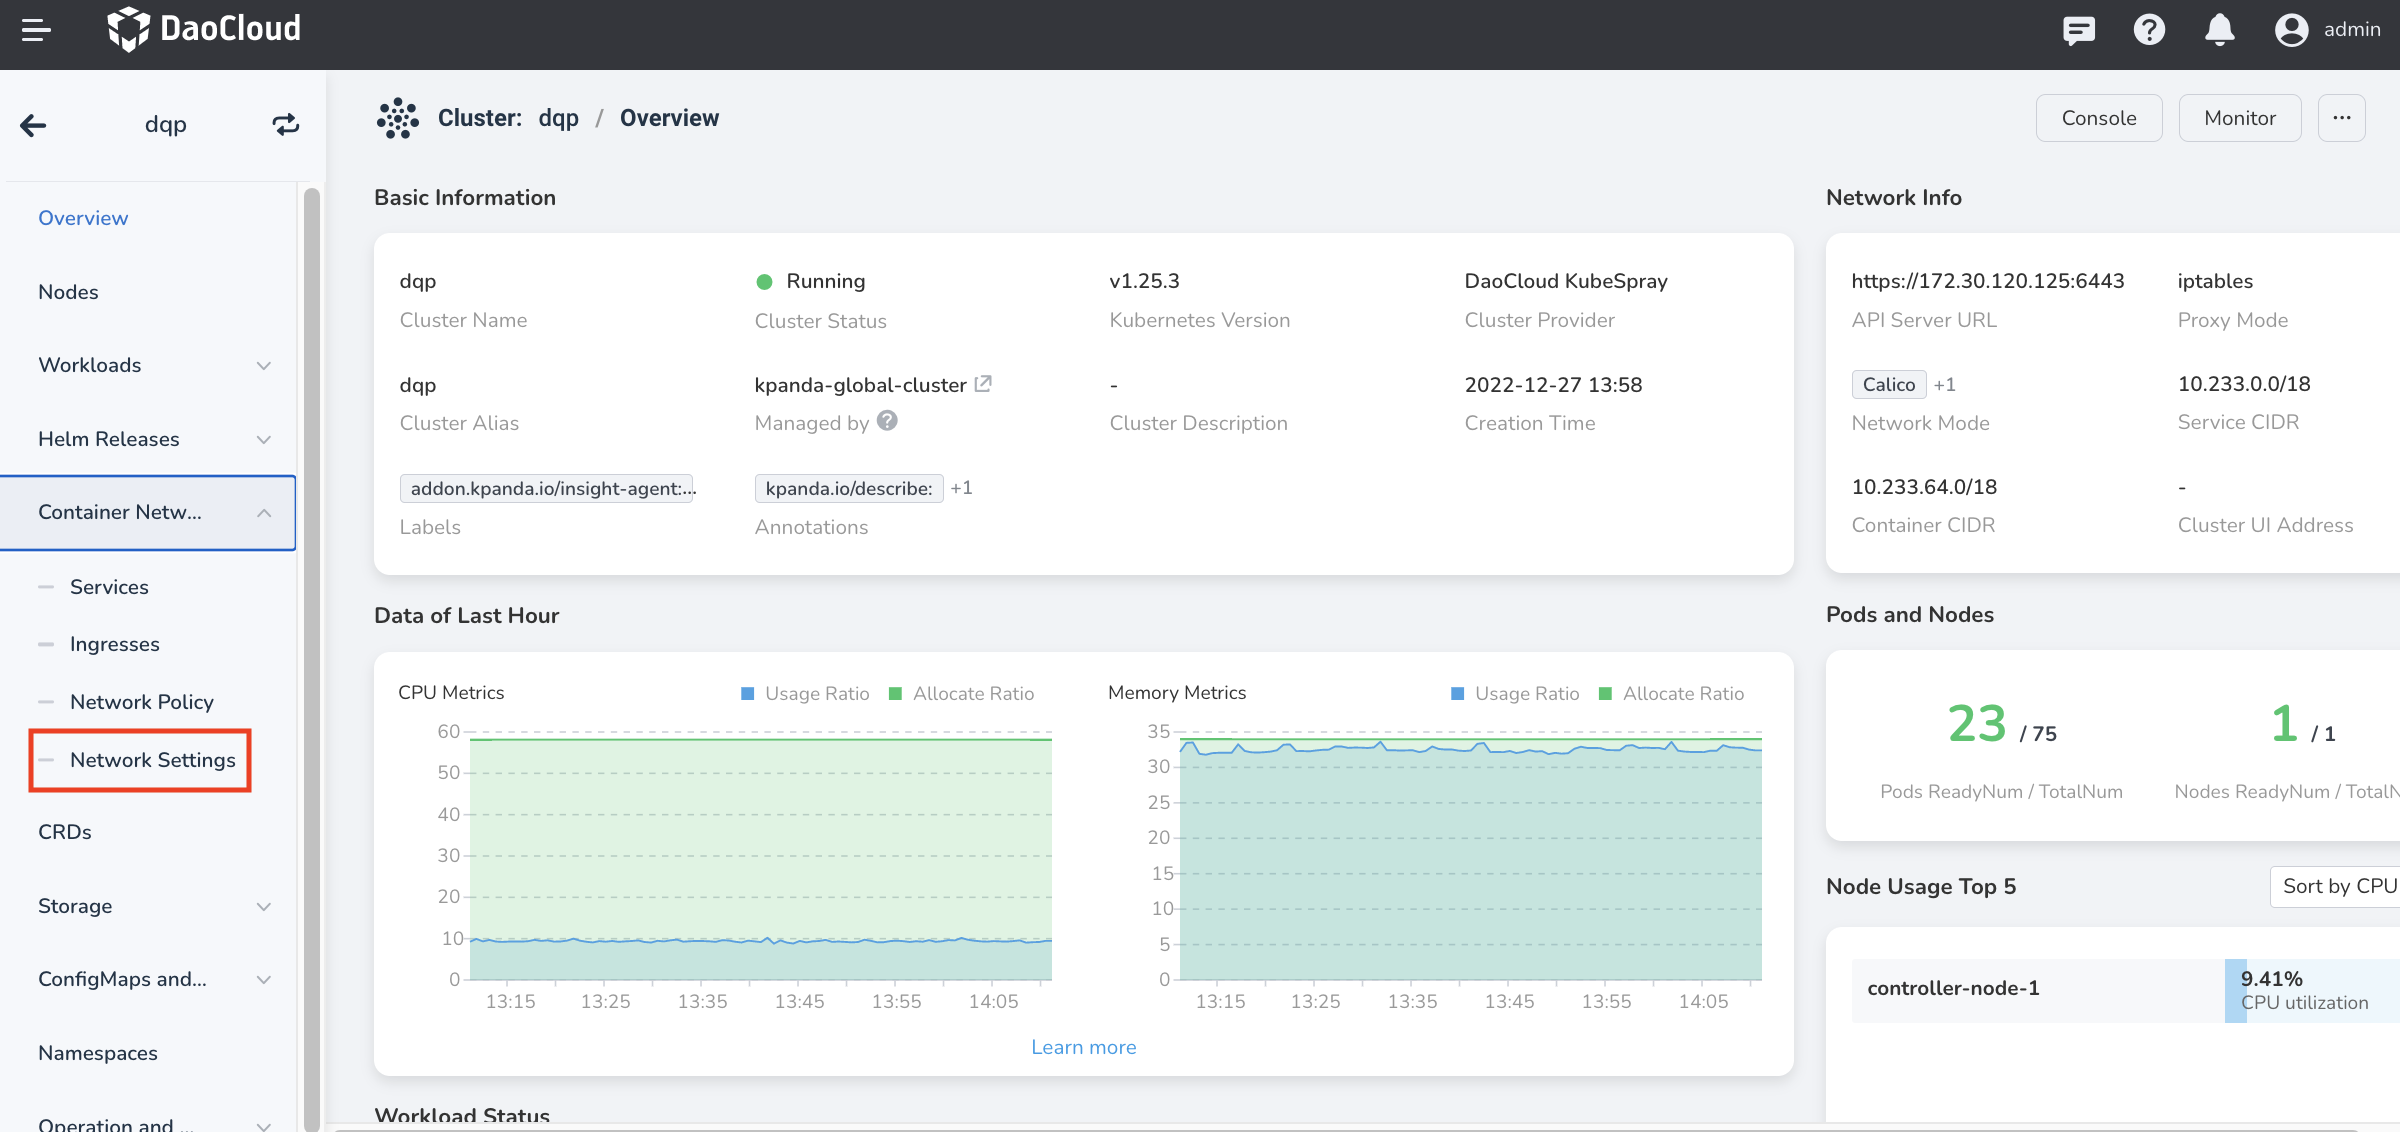 DaoCloud
admin
dqp
Overview
Nodes
Workloads
Helm Releases
Container Netw...
Services
Ingresses
Network Policy
Network Settings
CRDs
Storage
ConfigMaps and...
Namespaces
Operation and ...
Cluster: dqp / Overview
Console
Monitor
...
Basic Information
dqp
Cluster Name
Running
Cluster Status
v1.25.3
Kubernetes Version
DaoCloud KubeSpray
Cluster Provider
dqp
Cluster Alias
kpanda-global-cluster
Managed by ?
-
Cluster Description
2022-12-27 13:58
Creation Time
addon.kpanda.io/insight-agent:...
Labels
kpanda.io/describe: +1
Annotations
Network Info
https://172.30.120.125:6443
API Server URL
iptables
Proxy Mode
Calico +1
Network Mode
10.233.0.0/18
Service CIDR
10.233.64.0/18
Container CIDR
-
Cluster UI Address
Data of Last Hour
CPU Metrics
Usage Ratio
Allocate Ratio
60
50
40
30
20
10
0
13:15 13:25 13:35 13:45 13:55 14:05
Memory Metrics
Usage Ratio
Allocate Ratio
35
30
25
20
15
10
5
0
13:15 13:25 13:35 13:45 13:55 14:05
Learn more
Pods and Nodes
23 / 75
Pods ReadyNum / TotalNum
1 / 1
Nodes ReadyNum / TotalN
Node Usage Top 5
Sort by CPU
controller-node-1
9.41%
CPU utilization
Workload Status